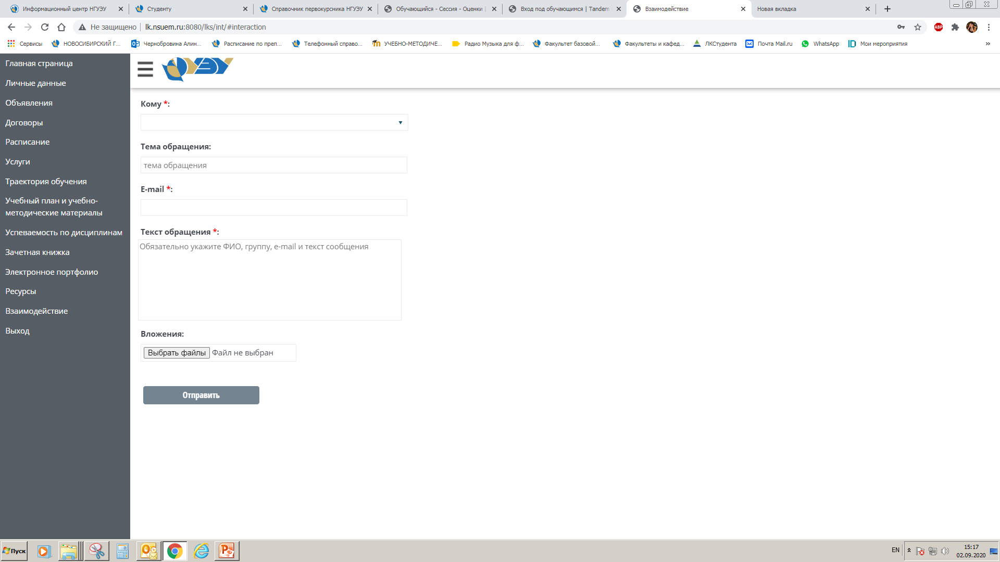 Информационный центр НГУЭУ
Студенту
Справочник первокурсника НГУЭУ
Обучающийся - Сессия - Оценки |
Вход под обучающимся | Tandem
Взаимодействие
Новая вкладка
Не защищено | lk.nsuem.ru:8080/lks/int/#interaction
ABP
Сервисы
НОВОСИБИРСКИЙ Г...
Чернобровина Алин...
Расписание по преп...
Телефонный справо...
УЧЕБНО-МЕТОДИЧЕ...
Радио Музыка для ф...
Факультет базовой...
Факультеты и кафед...
ЛКСтудента
Почта Mail.ru
WhatsApp
Мои мероприятия
»
Главная страница
Личные данные
Объявления
Договоры
Расписание
Услуги
Траектория обучения
Учебный план и учебно-
методические материалы
Успеваемость по дисциплинам
Зачетная книжка
Электронное портфолио
Ресурсы
Взаимодействие
Выход
Кому *:
Тема обращения:
тема обращения
E-mail *:
Текст обращения *:
Обязательно укажите ФИО, группу, e-mail и текст сообщения
Вложения:
Выбрать файлы Файл не выбран
Отправить
Пуск
EN
15:17
02.09.2020